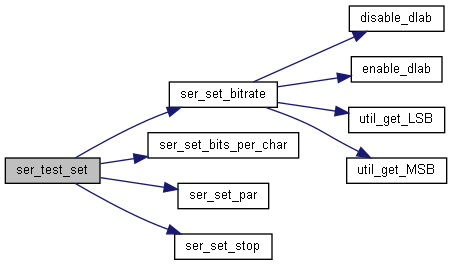 disable_dlab
enable_dlab
ser_set_bitrate
util_get_LSB
ser_set_bits_per_char
util_get_MSB
ser_test_set
ser_set_par
ser_set_stop